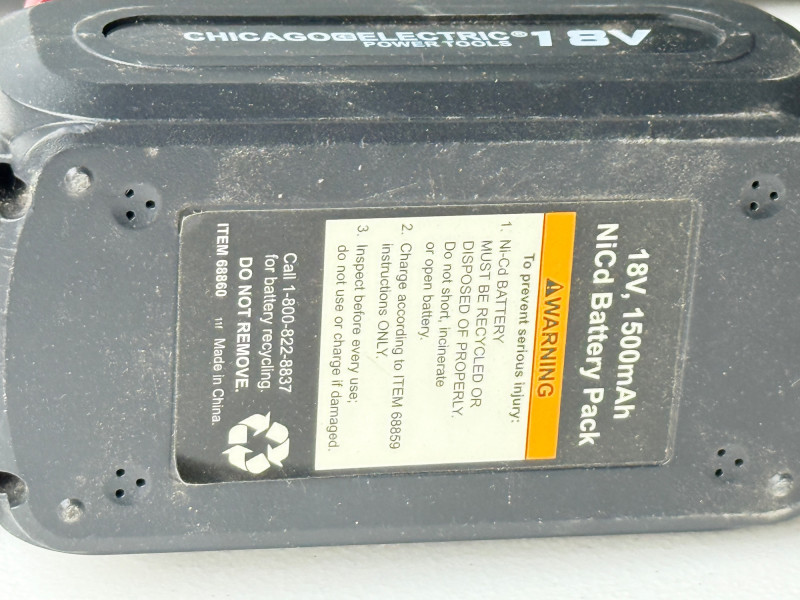 CHICAGO ELECTRIC® 18V
POWER TOOLS
18V, 1500mAh
NiCd Battery Pack
⚠WARNING
To prevent serious injury:
1. Ni-Cd BATTERY
MUST BE RECYCLED OR
DISPOSED OF PROPERLY.
Do not short, incinerate
or open battery.
2. Charge according to ITEM 68859
instructions ONLY.
3. Inspect before every use;
do not use or charge if damaged.
Call 1-800-822-8837
for battery recycling.
DO NOT REMOVE.
ITEM 68860 Made in China.